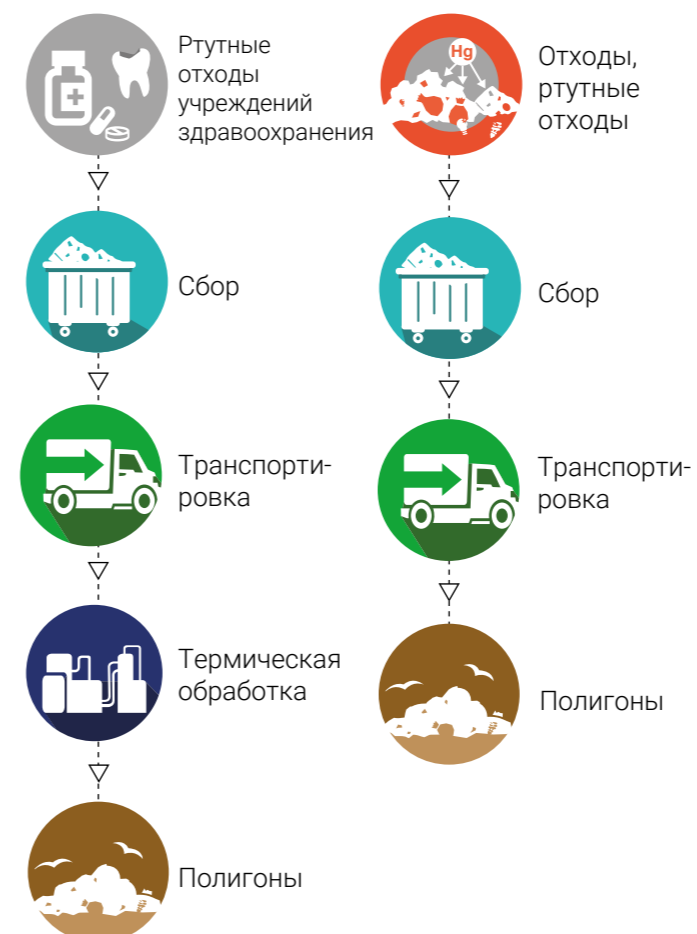 Ртутные
отходы
учреждений
здравоохранения
Сбор
Транспорти-
ровка
Термическая
обработка
Полигоны
Hg
Отходы,
ртутные
отходы
Сбор
Транспорти-
ровка
Полигоны